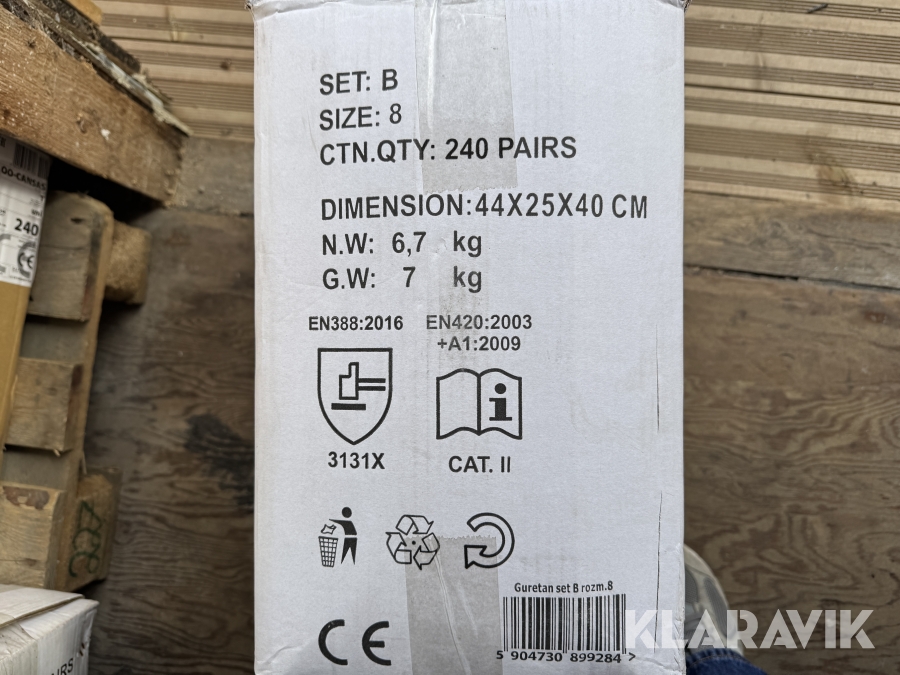 SET: B
SIZE: 8
CTN.QTY: 240 PAIRS
DIMENSION:44X25X40 CM
N.W: 6,7 kg
G.W: 7 kg
EN388:2016 EN420:2003
+A1:2009
3131X CAT. II
CE
Guretan set B rozm.8
5 904730 899284 >
KLARAVIK
240
CE